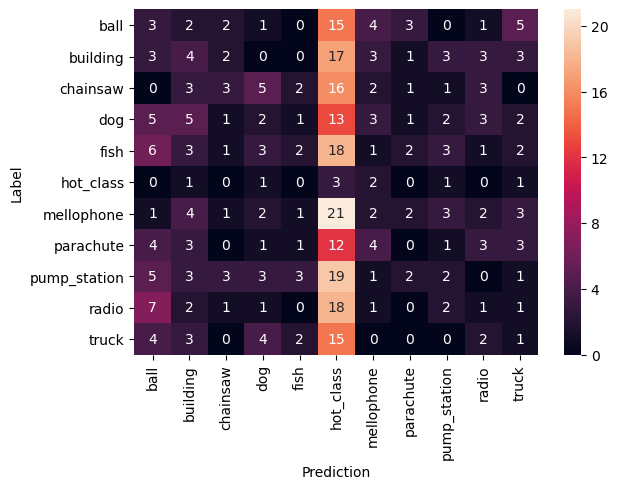 ball 3 2 2 1 0 15 4 3 0 1 5
building 3 4 2 0 0 17 3 1 3 3 3
chainsaw 0 3 3 5 2 16 2 1 1 3 0
dog 5 5 1 2 1 13 3 1 2 3 2
fish 6 3 1 3 2 18 1 2 3 1 2
hot_class 0 1 0 1 0 3 2 0 1 0 1
mellophone 1 4 1 2 1 21 2 2 3 2 3
parachute 4 3 0 1 1 12 4 0 1 3 3
pump_station 5 3 3 3 3 19 1 2 2 0 1
radio 7 2 1 1 0 18 1 0 2 1 1
truck 4 3 0 4 2 15 0 0 0 2 1
ball building chainsaw dog fish hot_class mellophone parachute pump_station radio truck
Prediction
Label
20
16
12
8
4
0